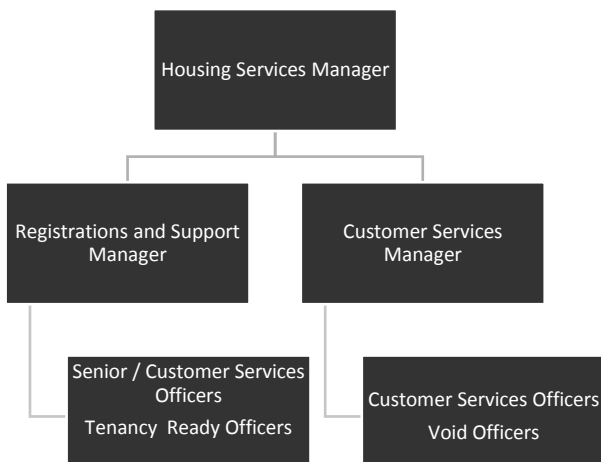 Housing Services Manager
Registrations and Support
Manager
Customer Services
Manager
Senior / Customer Services
Officers
Tenancy Ready Officers
Customer Services Officers
Void Officers